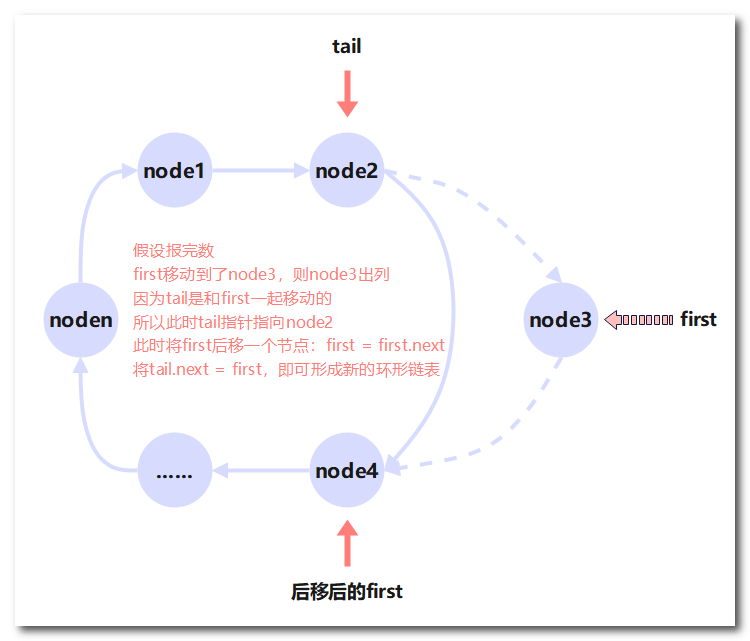 tail
node1
node2
假设报完数
first移动到了node3，则node3出列
因为tail是和first一起移动的
所以此时tail指针指向node2
此时将first后移一个节点：first = first.next
将tail.next = first，即可形成新的环形链表
noden
node3
first
......
node4
后移后的first